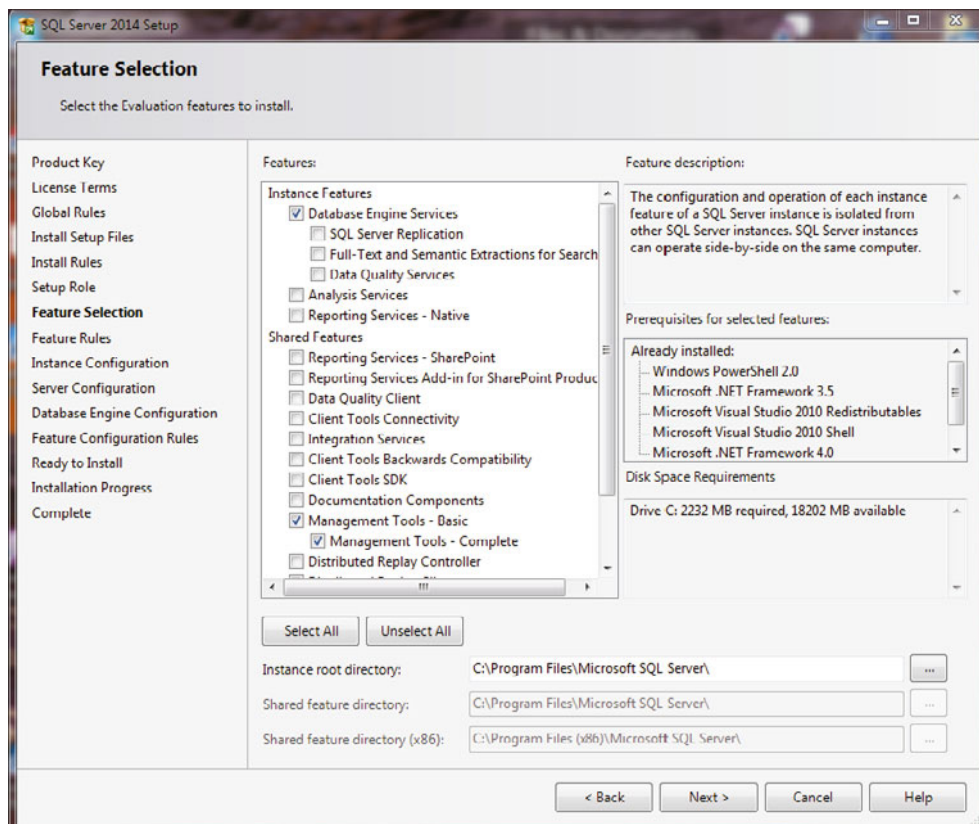 SQL Server 2014 Setup
Feature Selection
Select the Evaluation features to install.
Product Key
License Terms
Global Rules
Install Setup Files
Install Rules
Setup Role
Feature Selection
Feature Rules
Instance Configuration
Server Configuration
Database Engine Configuration
Feature Configuration Rules
Ready to Install
Installation Progress
Complete
Features:
Instance Features
Database Engine Services
SQL Server Replication
Full-Text and Semantic Extractions for Search
Data Quality Services
Analysis Services
Reporting Services - Native
Shared Features
Reporting Services - SharePoint
Reporting Services Add-in for SharePoint Produc
Data Quality Client
Client Tools Connectivity
Integration Services
Client Tools Backwards Compatibility
Client Tools SDK
Documentation Components
Management Tools - Basic
Management Tools - Complete
Distributed Replay Controller
Feature description:
The configuration and operation of each instance
feature of a SQL Server instance is isolated from
other SQL Server instances. SQL Server instances
can operate side-by-side on the same computer.
Prerequisites for selected features:
Already installed:
Windows PowerShell 2.0
Microsoft .NET Framework 3.5
Microsoft Visual Studio 2010 Redistributables
Microsoft Visual Studio 2010 Shell
Microsoft .NET Framework 4.0
Disk Space Requirements
Drive C: 2232 MB required, 18202 MB available
Select All
Unselect All
Instance root directory:
C:\Program Files\Microsoft SQL Server\
...
Shared feature directory:
C:\Program Files\Microsoft SQL Server\
...
Shared feature directory (x86):
C:\Program Files (x86)\Microsoft SQL Server\
...
< Back
Next >
Cancel
Help